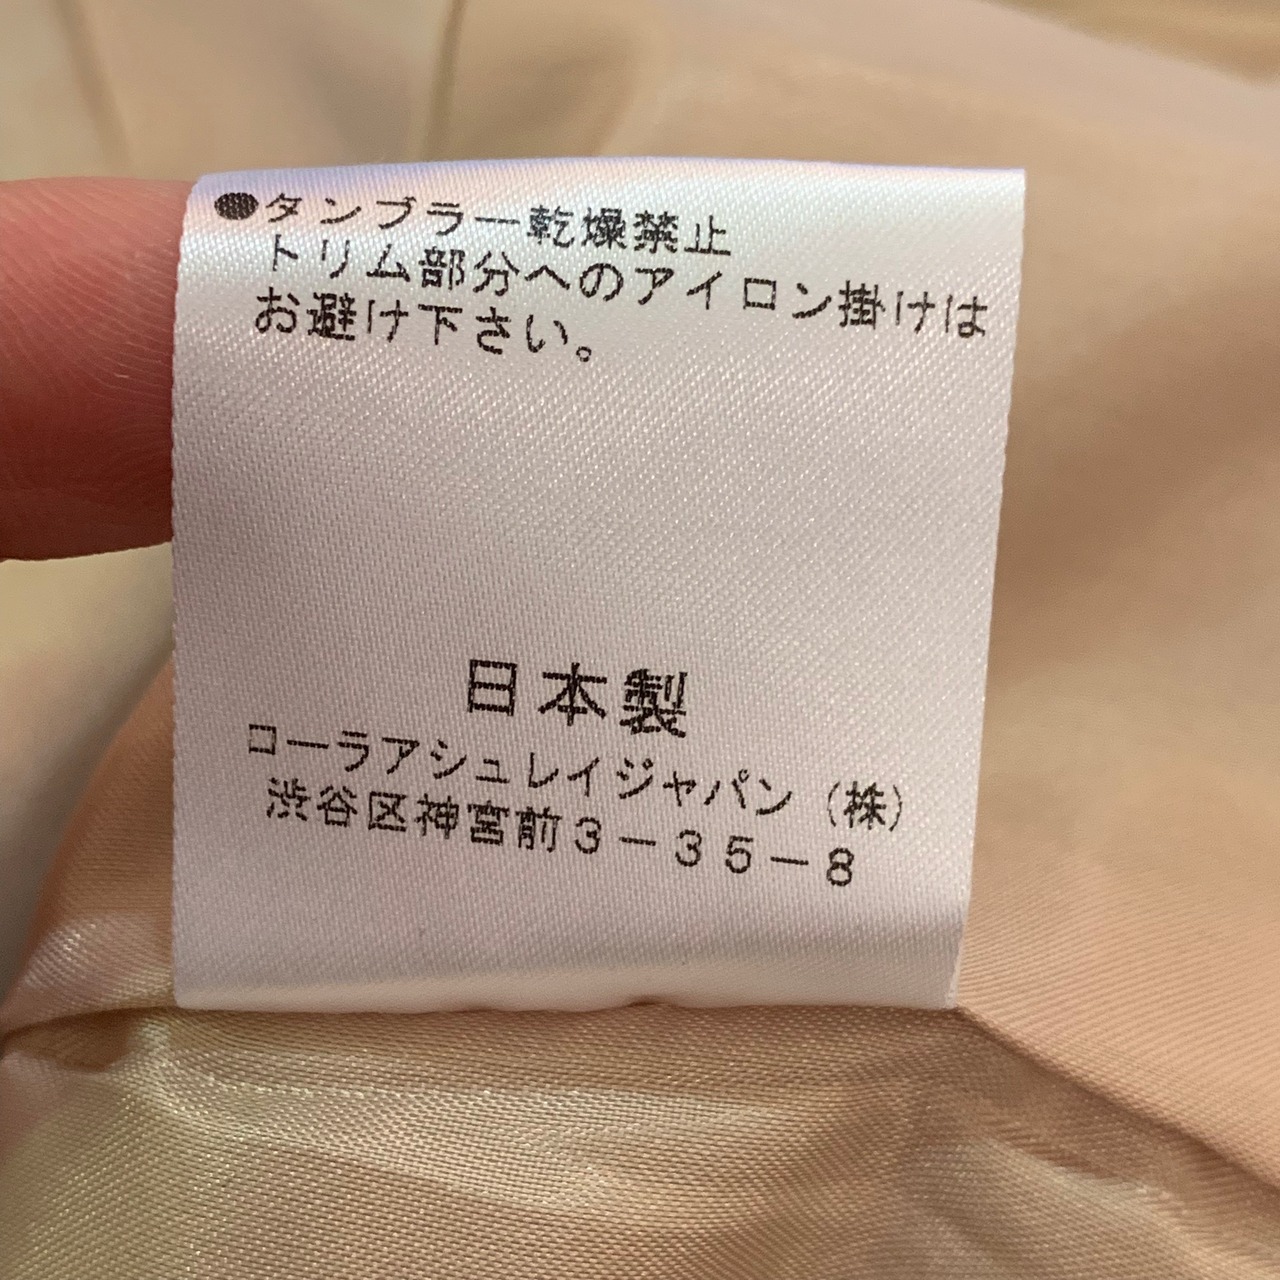 ●タンブラー乾燥禁止
トリム部分へのアイロン掛けは
お避け下さい。
日本製
ローラアシュレイジャパン（株）
渋谷区神宮前３－３５－８